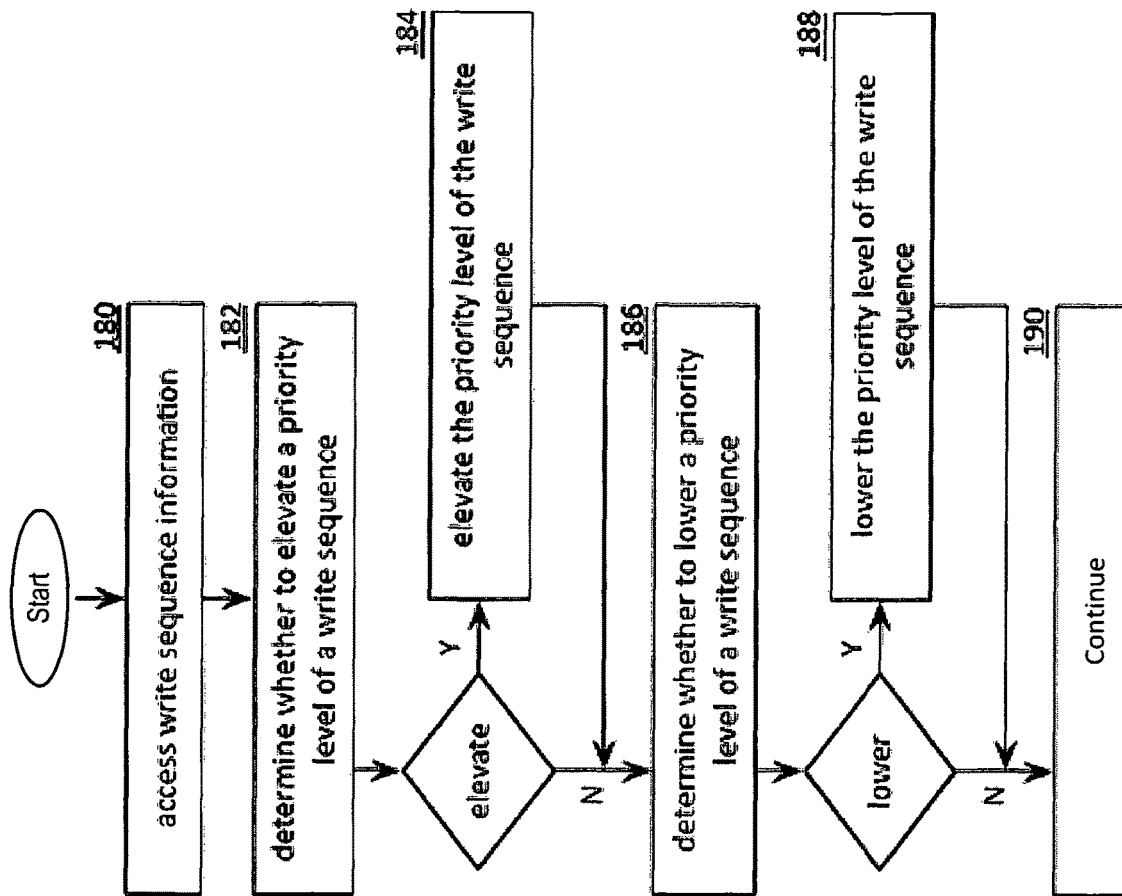 Start
180
access write sequence information
182
determine whether to elevate a priority
level of a write sequence
elevate
Y
N
184
elevate the priority level of the write
sequence
186
determine whether to lower a priority
level of a write sequence
lower
Y
N
188
lower the priority level of the write
sequence
190
Continue